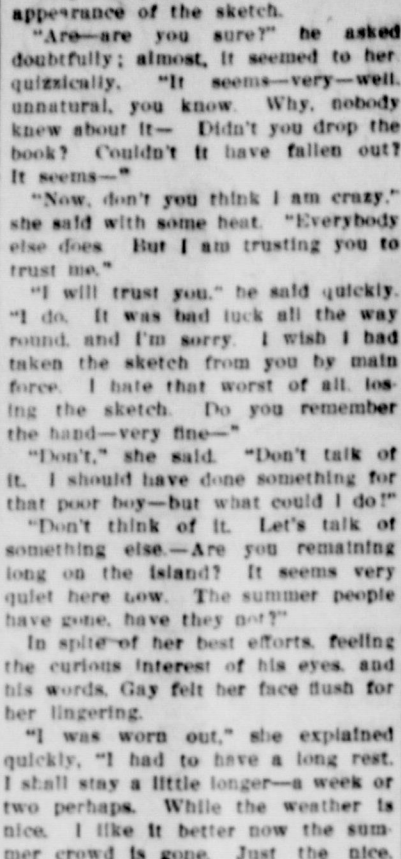 appearance of the sketch.
"Are—are you sure?" he asked
doubtfully; almost, it seemed to her
quizzically. "It seems—very—well.
unnatural, you know. Why, nobody
knew about it— Didn't you drop the
book? Couldn't it have fallen out?
It seems—"
"Now, don't you think I am crazy,"
she said with some heat. "Everybody
else does. But I am trusting you to
trust me."
"I will trust you," he said quickly.
"I do. It was bad luck all the way
round, and I'm sorry. I wish I had
taken the sketch from you by main
force. I hate that worst of all, los-
ing the sketch. Do you remember
the hand—very fine—"
"Don't," she said. "Don't talk of
it. I should have done something for
that poor boy—but what could I do!"
"Don't think of it. Let's talk of
something else.—Are you remaining
long on the island? It seems very
quiet here now. The summer people
have gone, have they not?"
In spite of her best efforts, feeling
the curious interest of his eyes, and
his words, Gay felt her face flush for
her lingering.
"I was worn out," she explained
quickly, "I had to have a long rest.
I shall stay a little longer—a week or
two perhaps. While the weather is
nice. I like it better now the sum-
mer crowd is gone. Just the nice,